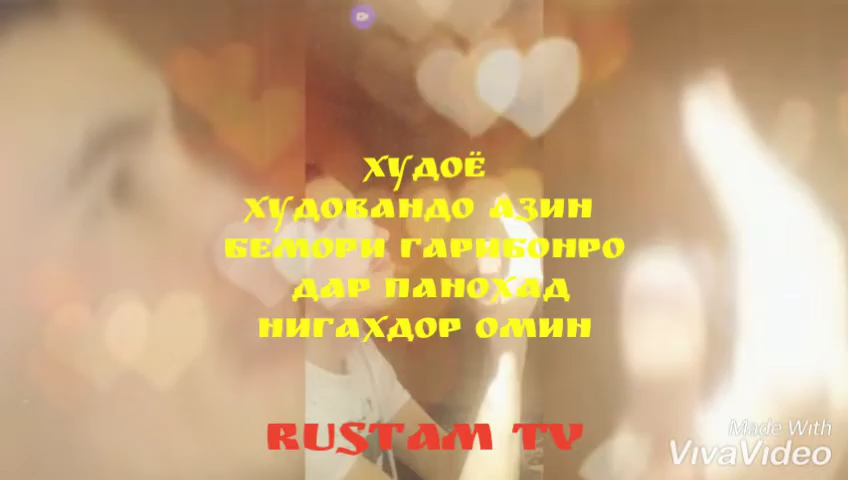 ХУДОЁ
ХУДОВАНДО АЗИН
БЕМОРИ ГАРИБОНРО
ДАР ПАНОХАД
НИГАХДОР ОМИН
RUSTAM TV
Made With
VivaVideo